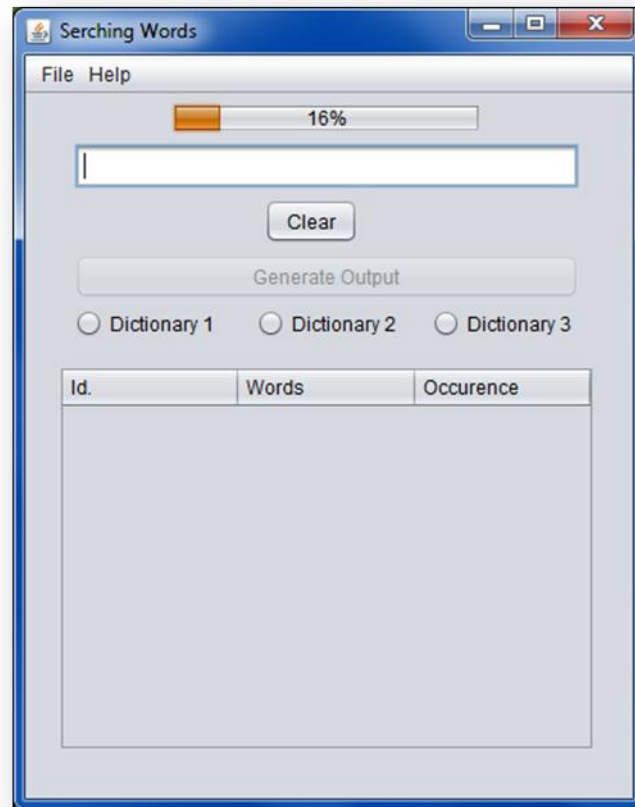 Serching Words
File Help
16%
Clear
Generate Output
Dictionary 1 Dictionary 2 Dictionary 3
Id. Words Occurence